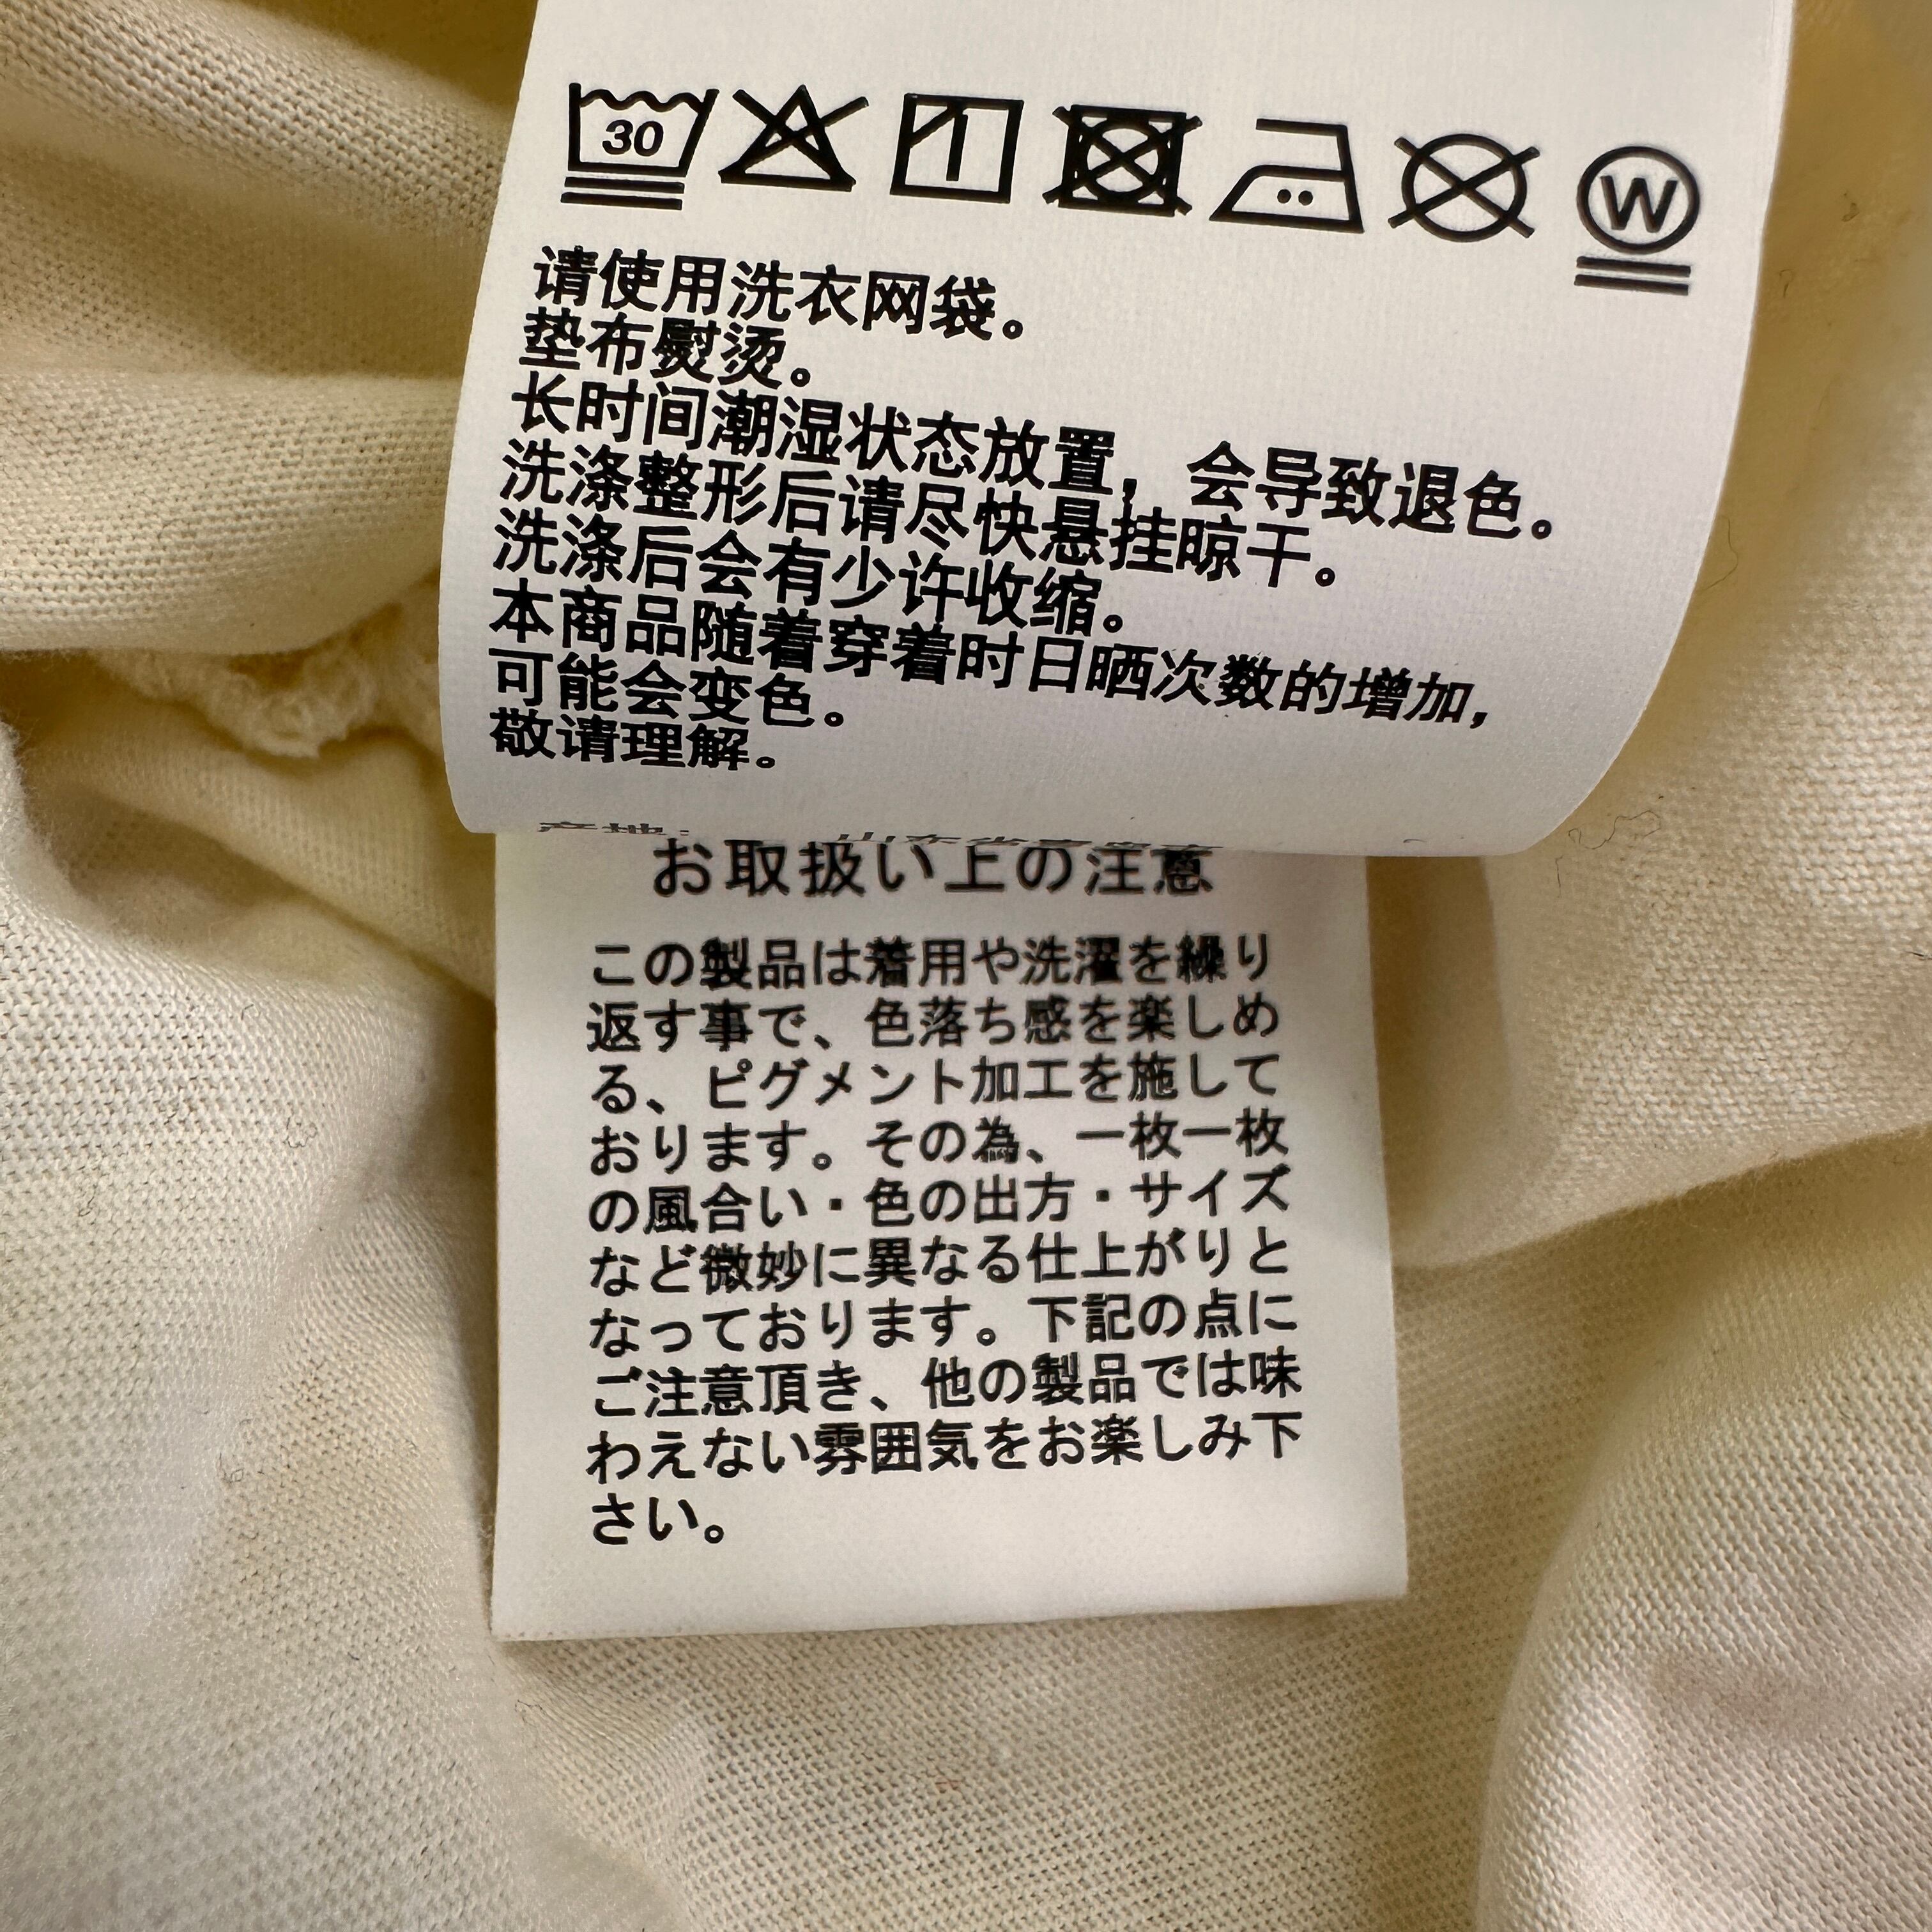 30
W
请使用洗衣网袋。
垫布熨烫。
长时间潮湿状态放置，会导致退色。
洗涤整形后请尽快悬挂晾干。
洗涤后会有少许收缩。
本商品随着穿着时日晒次数的增加，
可能会变色。
敬请理解。
产地：
お取扱い上の注意
この製品は着用や洗濯を繰り
返す事で、色落ち感を楽しめ
る、ピグメント加工を施して
おります。その為、一枚一枚
の風合い・色の出方・サイズ
など微妙に異なる仕上がりと
なっております。下記の点に
ご注意頂き、他の製品では味
わえない雰囲気をお楽しみ下
さい。